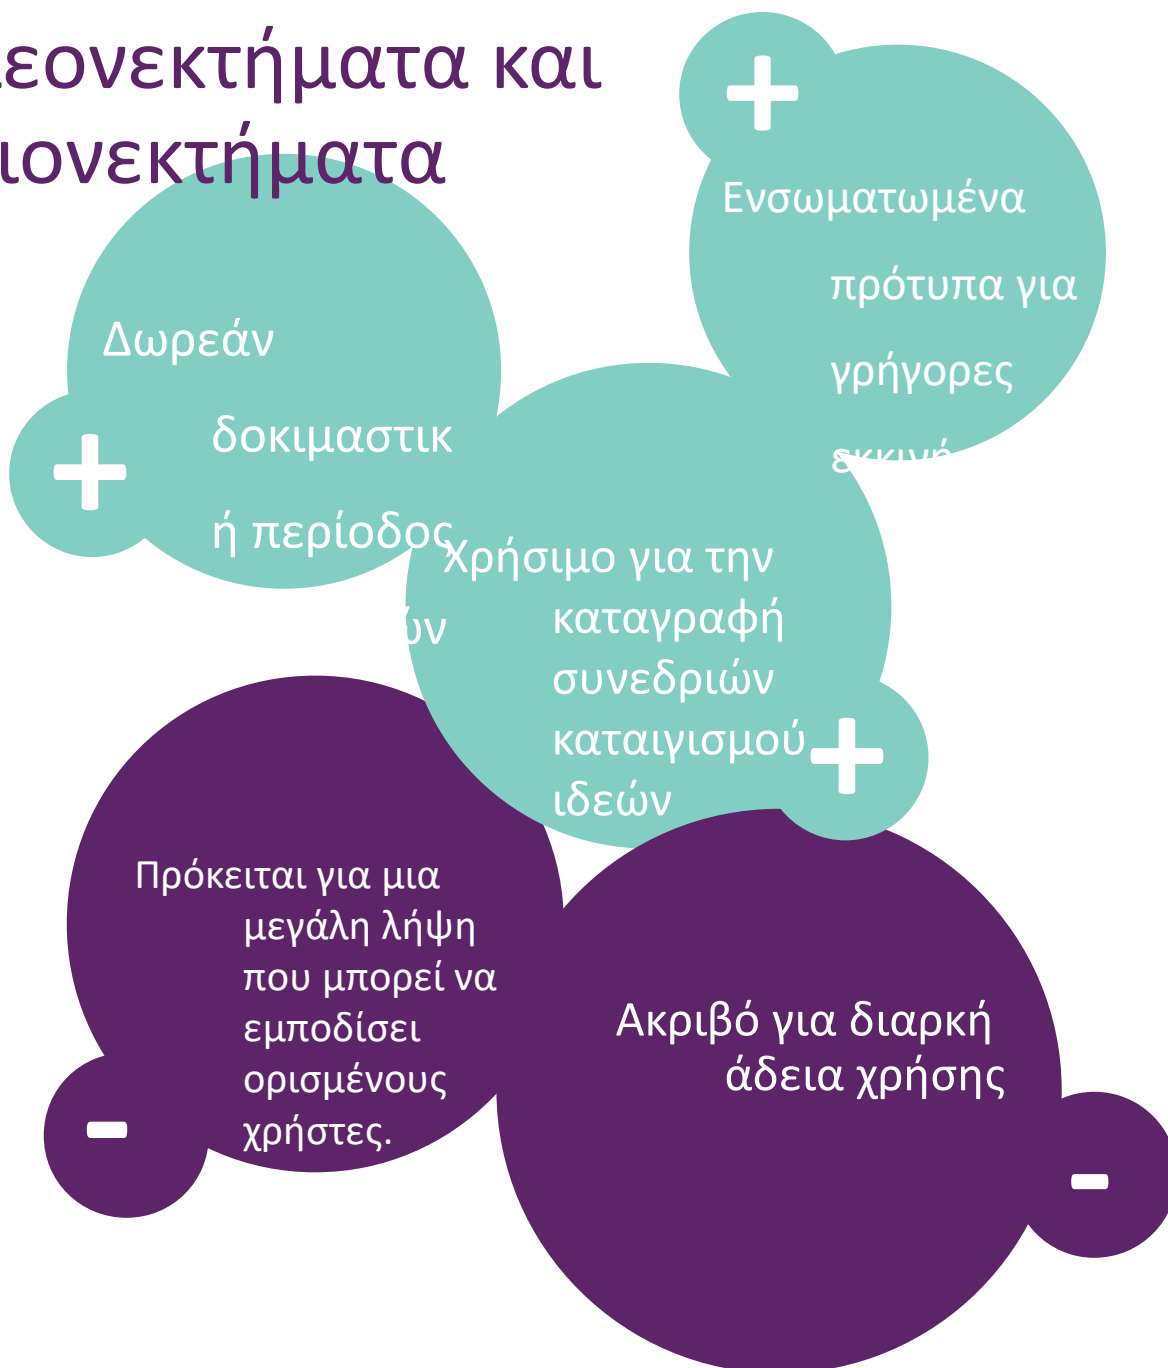 εονεκτήματα και
ιονεκτήματα
+
Ενσωματωμένα
πρότυπα για
γρήγορες
Δωρεάν
δοκιμαστικ
ή περίοδος
+
Χρήσιμο για την
καταγραφή
συνεδριών
καταιγισμού
ιδεών
+
Πρόκειται για μια
μεγάλη λήψη
που μπορεί να
εμποδίσει
ορισμένους
χρήστες.
-
Ακριβό για διαρκή
άδεια χρήσης
-